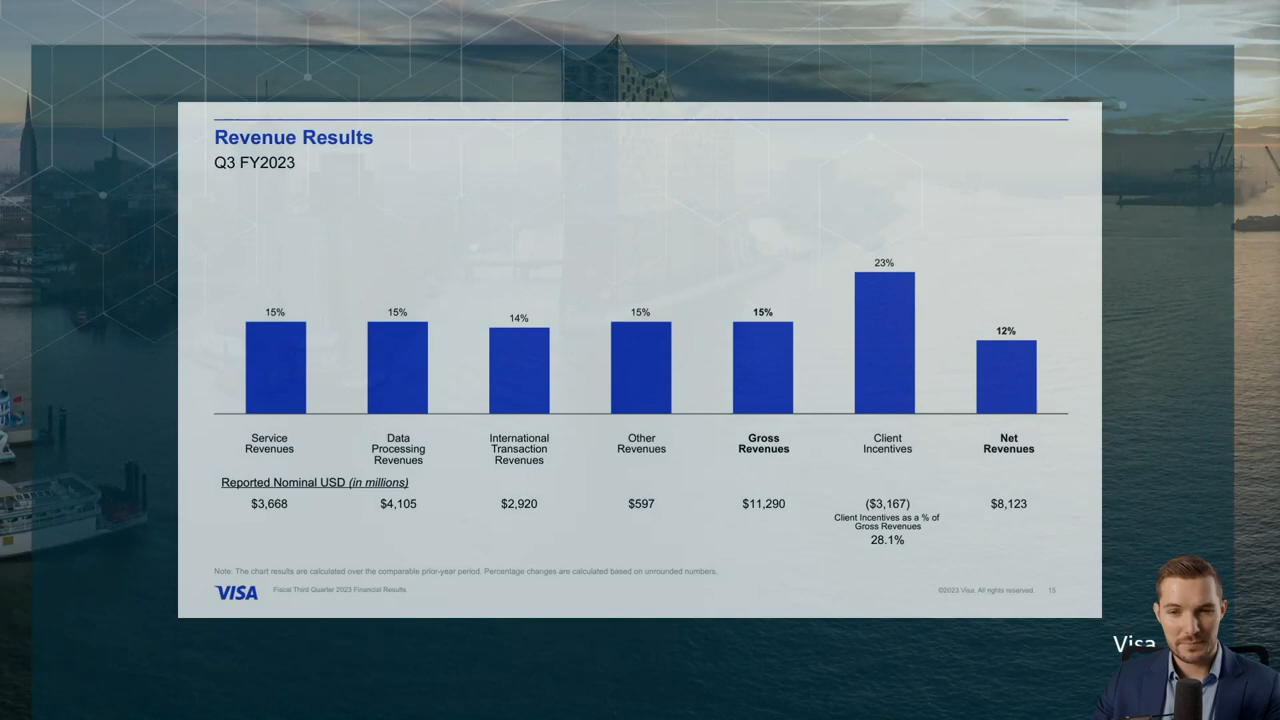 Revenue Results
Q3 FY2023
15%
15%
14%
15%
15%
23%
12%
Service
Revenues
Data
Processing
Revenues
International
Transaction
Revenues
Other
Revenues
Gross
Revenues
Client
Incentives
Net
Revenues
Reported Nominal USD (in millions)
$3,668
$4,105
$2,920
$597
$11,290
($3,167)
$8,123
Client Incentives as a % of
Gross Revenues
28.1%
Note: The chart results are calculated over the comparable prior-year period. Percentage changes are calculated based on unrounded numbers.
VISA
Fiscal Third Quarter 2023 Financial Results
©2023 Visa. All rights reserved.
15
Visa